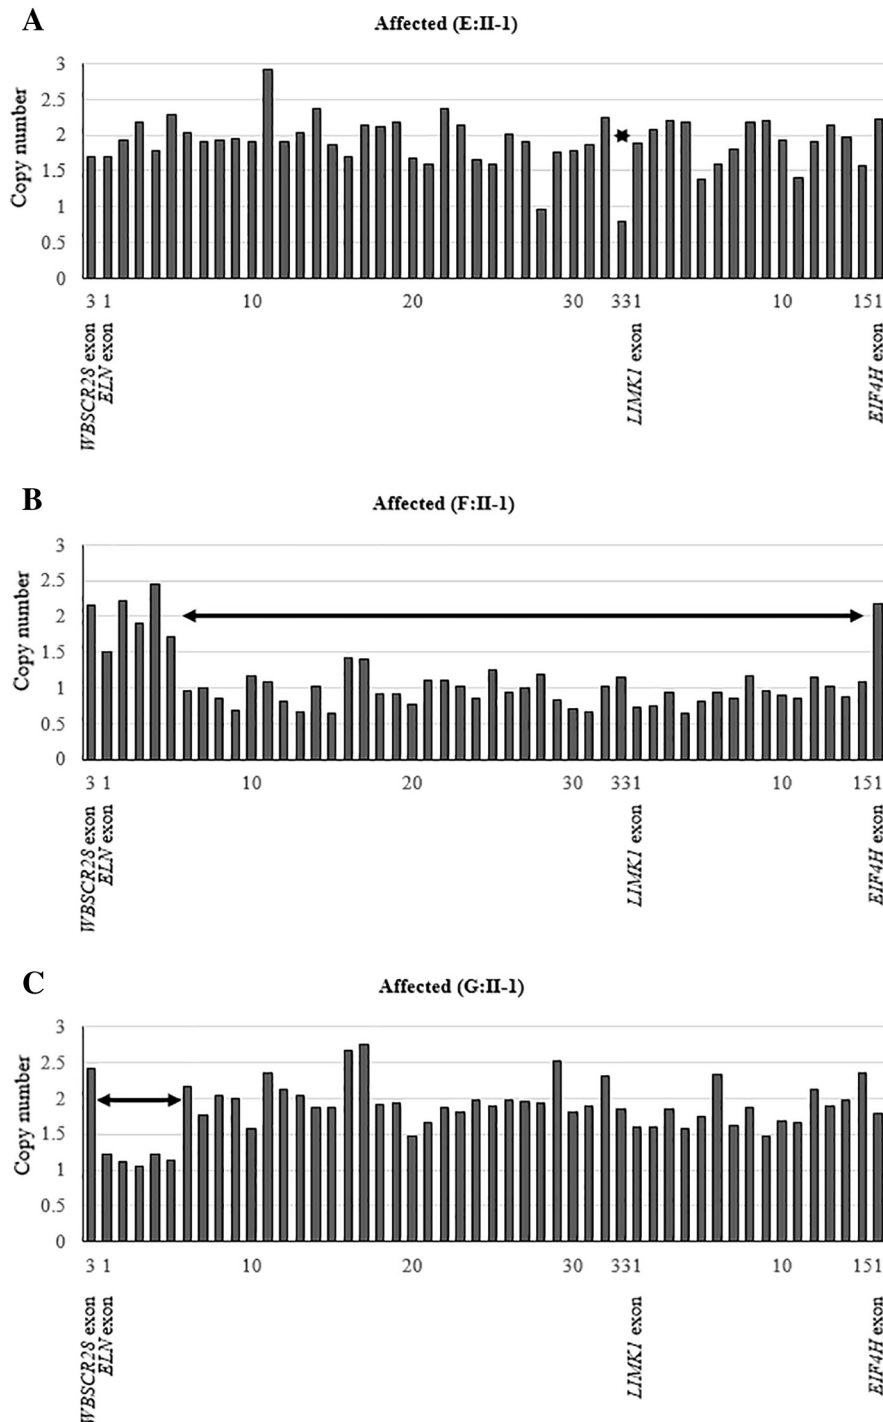 A
Affected (E:II-1)
Copy number
3
2.5
2
1.5
1
0.5
0
3 1 10 20 30 331 10 151
WBSCR28 exon
ELN exon
LIMK1 exon
EIF4H exon
B
Affected (F:II-1)
Copy number
3
2.5
2
1.5
1
0.5
0
3 1 10 20 30 331 10 151
WBSCR28 exon
ELN exon
LIMK1 exon
EIF4H exon
C
Affected (G:II-1)
Copy number
3
2.5
2
1.5
1
0.5
0
3 1 10 20 30 331 10 151
WBSCR28 exon
ELN exon
LIMK1 exon
EIF4H exon